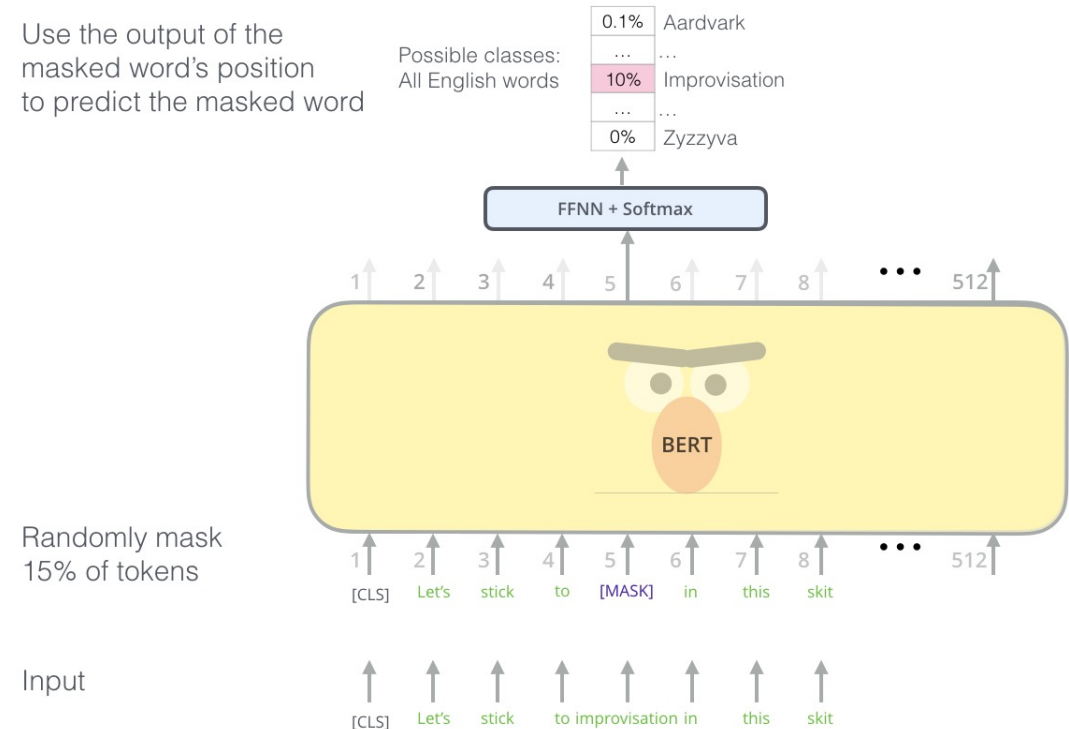 Use the output of the
masked word's position
to predict the masked word
Possible classes:
All English words
0.1% Aardvark
... ...
10% Improvisation
... ...
0% Zyzzyva
FFNN + Softmax
1 2 3 4 5 6 7 8 ... 512
BERT
Randomly mask
15% of tokens
1 2 3 4 5 6 7 8 ... 512
[CLS] Let's stick to [MASK] in this skit
Input
[CLS] Let's stick to improvisation in this skit